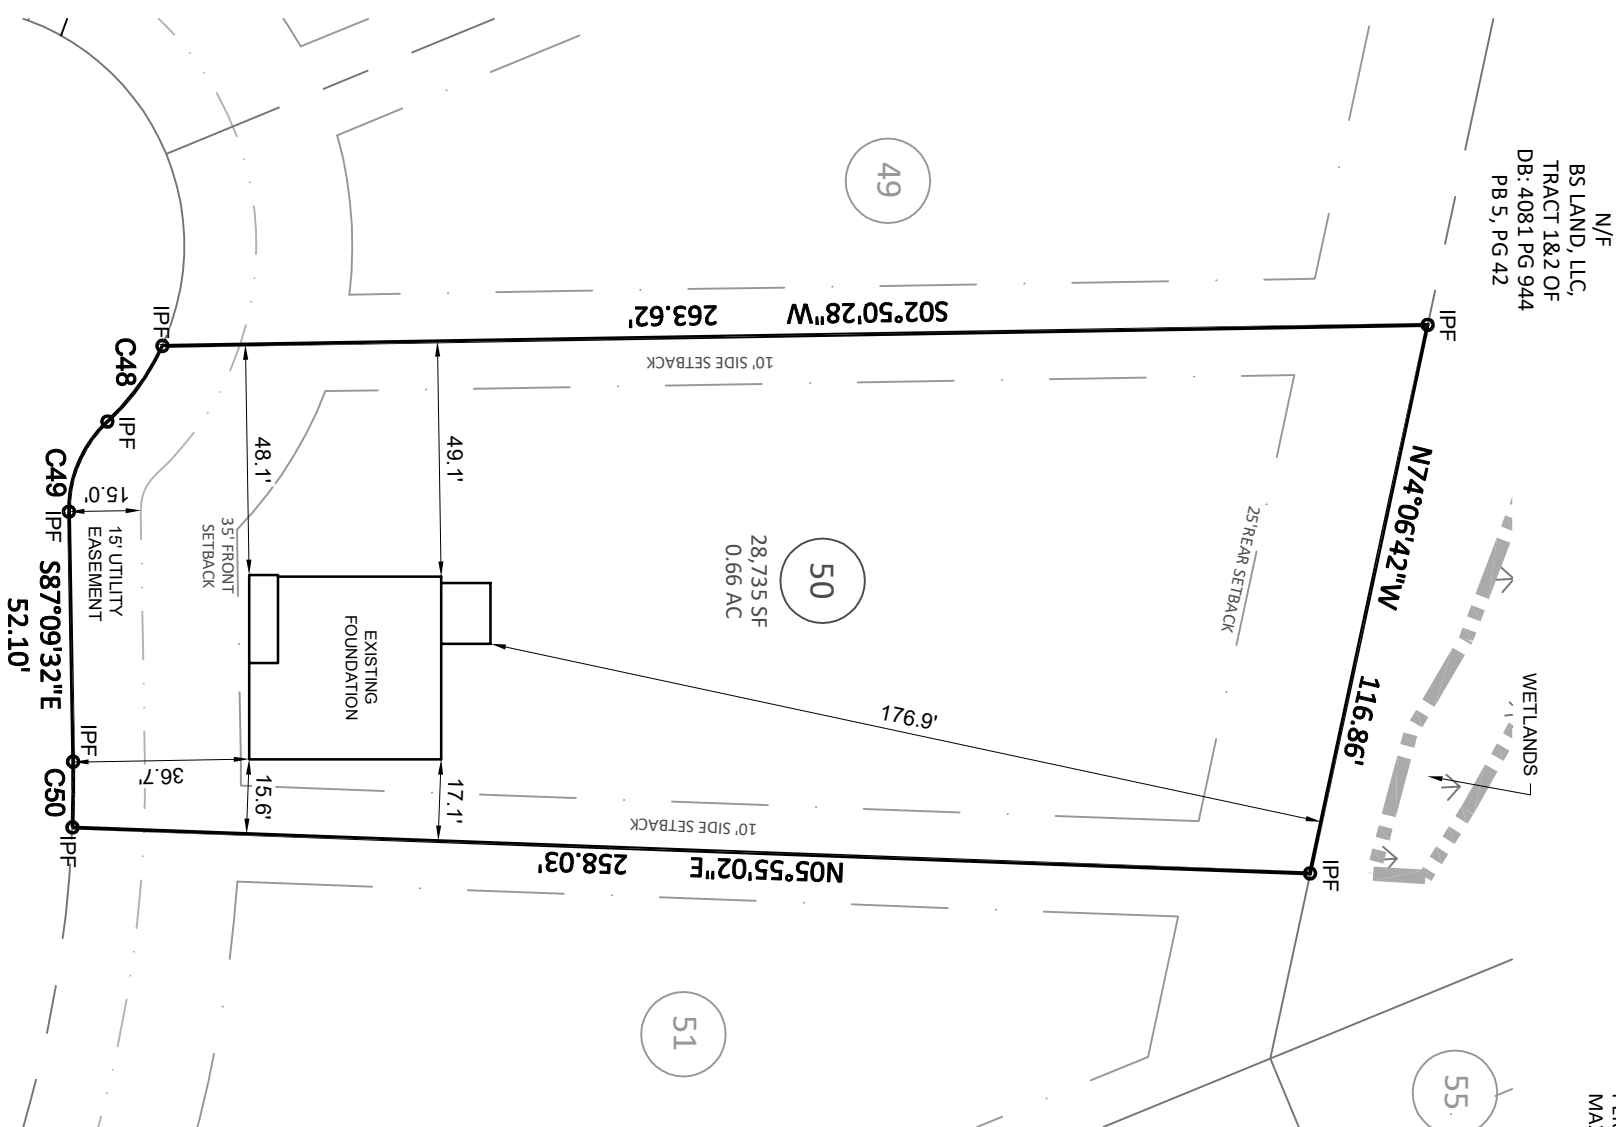 N/F
BS LAND, LLC,
TRACT 1&2 OF
DB: 4081 PG 944
PB 5, PG 42
49
IPF
S02°50'28"W 263.62'
10' SIDE SETBACK
IPF
C48
IPF
C49
IPF
15.0'
15' UTILITY
EASEMENT
S87°09'32"E
52.10'
35' FRONT
SETBACK
48.1'
49.1'
EXISTING
FOUNDATION
50
28,735 SF
0.66 AC
25'REAR SETBACK
N74°06'42"W 116.86'
WETLANDS
176.9'
IPF
C50
IPF
36.7'
15.6'
17.1'
10' SIDE SETBACK
N05°55'02"E 258.03'
IPF
51
55